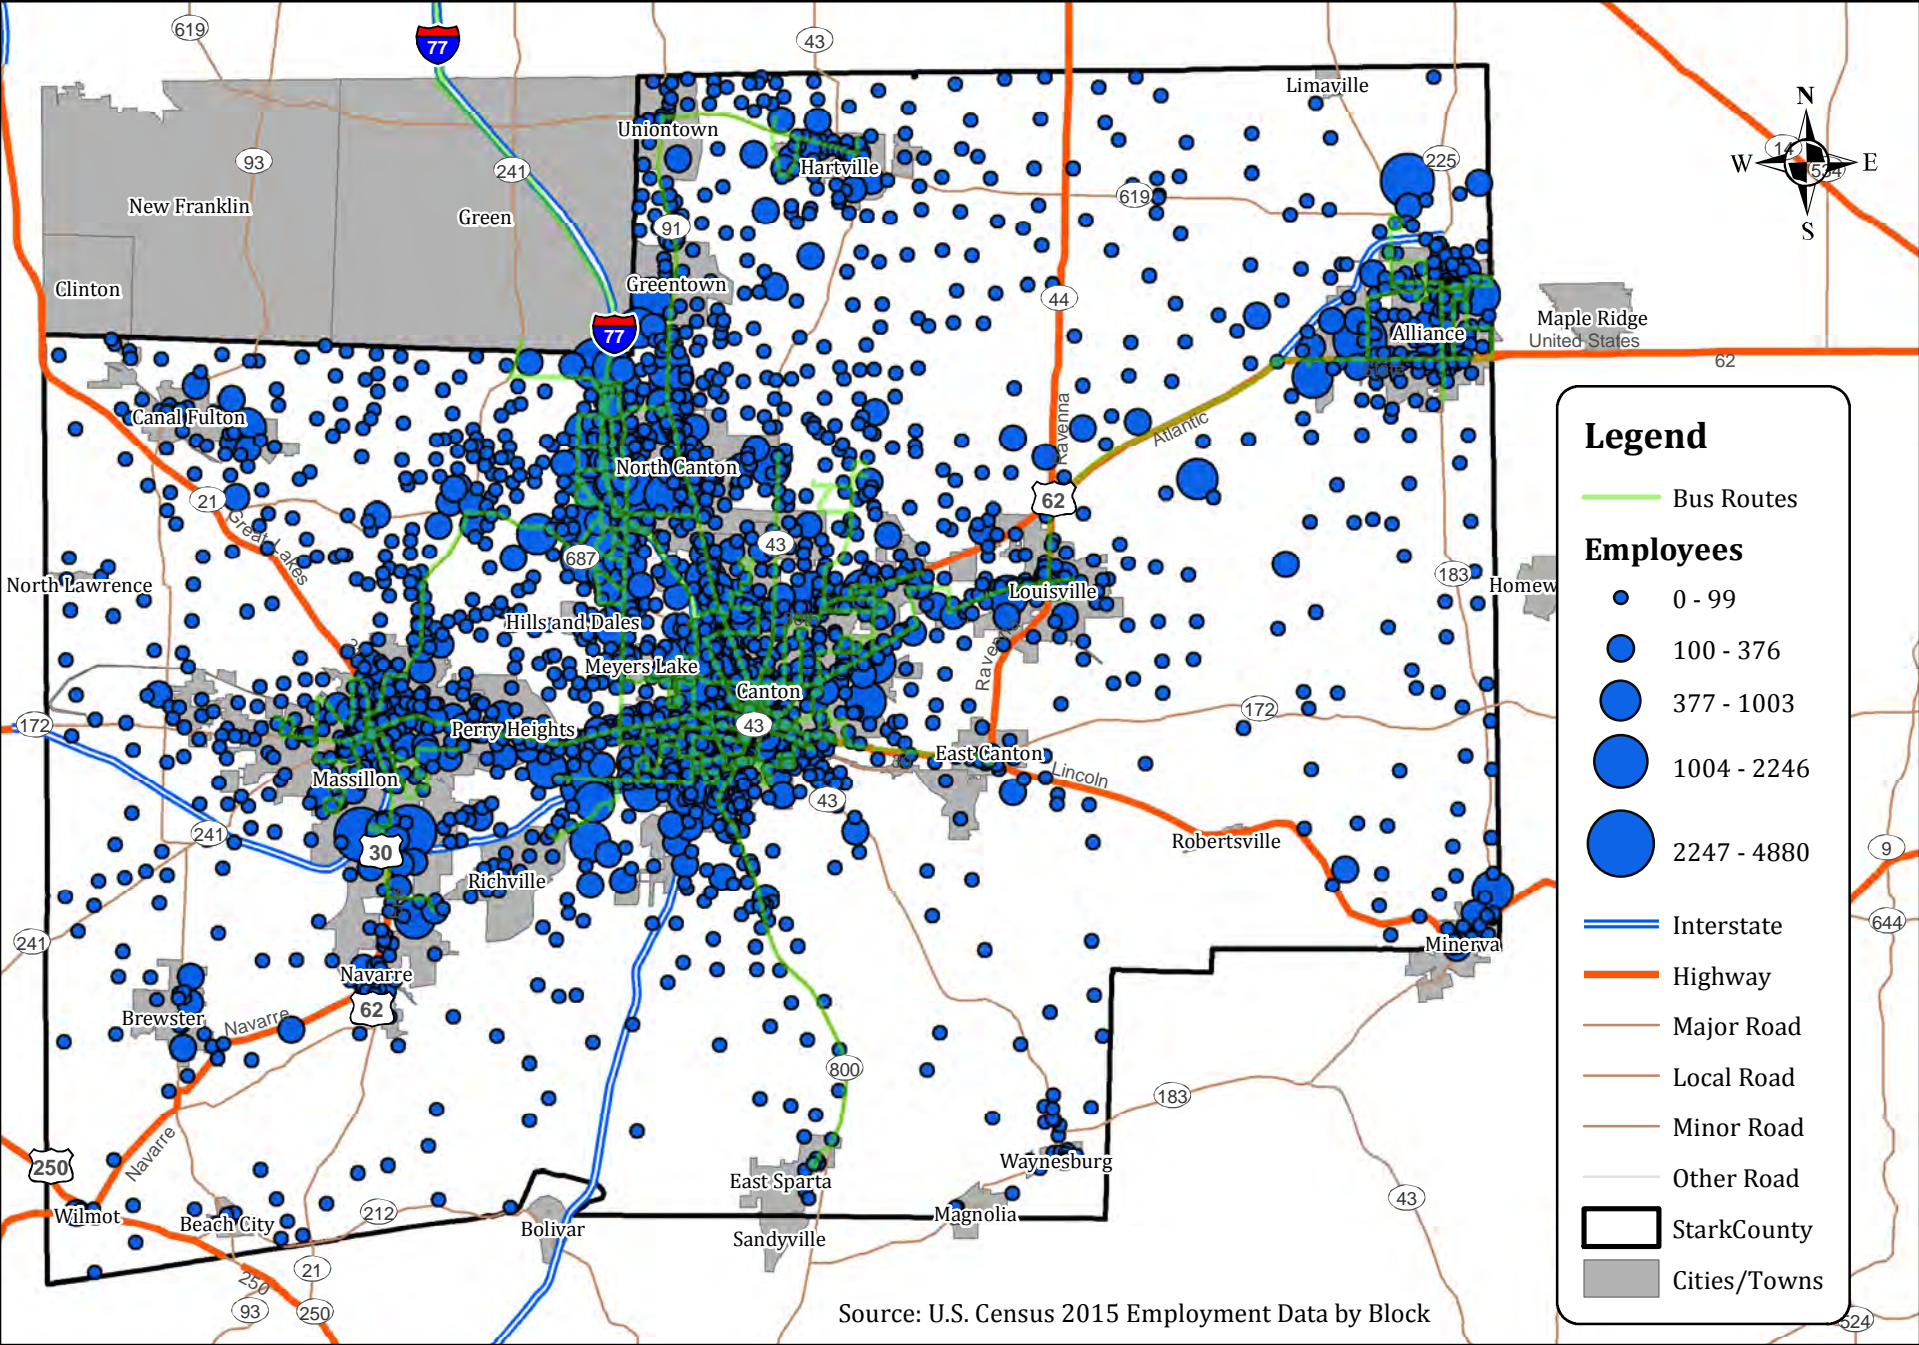 619
77
43
Limaville
N
W
E
S
14
534
Uniontown
Hartville
225
93
241
New Franklin
Green
619
91
Clinton
Greentown
44
77
Maple Ridge
Alliance
United States
62
State
Canal Fulton
Ravenna
Atlantic
North Canton
21
62
Great Lakes
43
687
North Lawrence
183
Homew
Louisville
Hills and Dales
Meyers Lake
Canton
172
43
Perry Heights
172
East Canton
Massillon
Lincoln
43
241
30
Robertsville
Richville
9
644
241
Minerva
Navarre
62
Brewster
Navarre
800
183
Navarre
250
Waynesburg
East Sparta
43
Wilmot
Beach City
212
Bolivar
Magnolia
Sandyville
21
250
93
250
524
Legend
Bus Routes
Employees
0 - 99
100 - 376
377 - 1003
1004 - 2246
2247 - 4880
Interstate
Highway
Major Road
Local Road
Minor Road
Other Road
StarkCounty
Cities/Towns
Source: U.S. Census 2015 Employment Data by Block